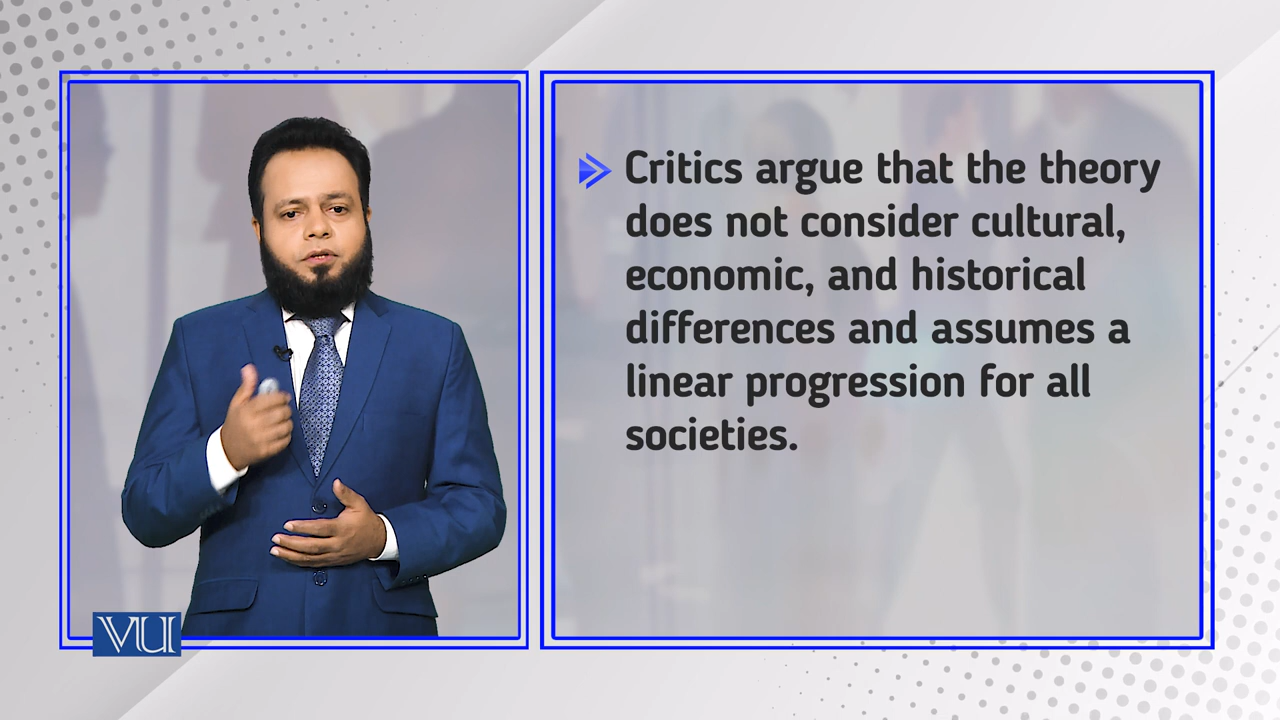 Critics argue that the theory
does not consider cultural,
economic, and historical
differences and assumes a
linear progression for all
societies.
VU